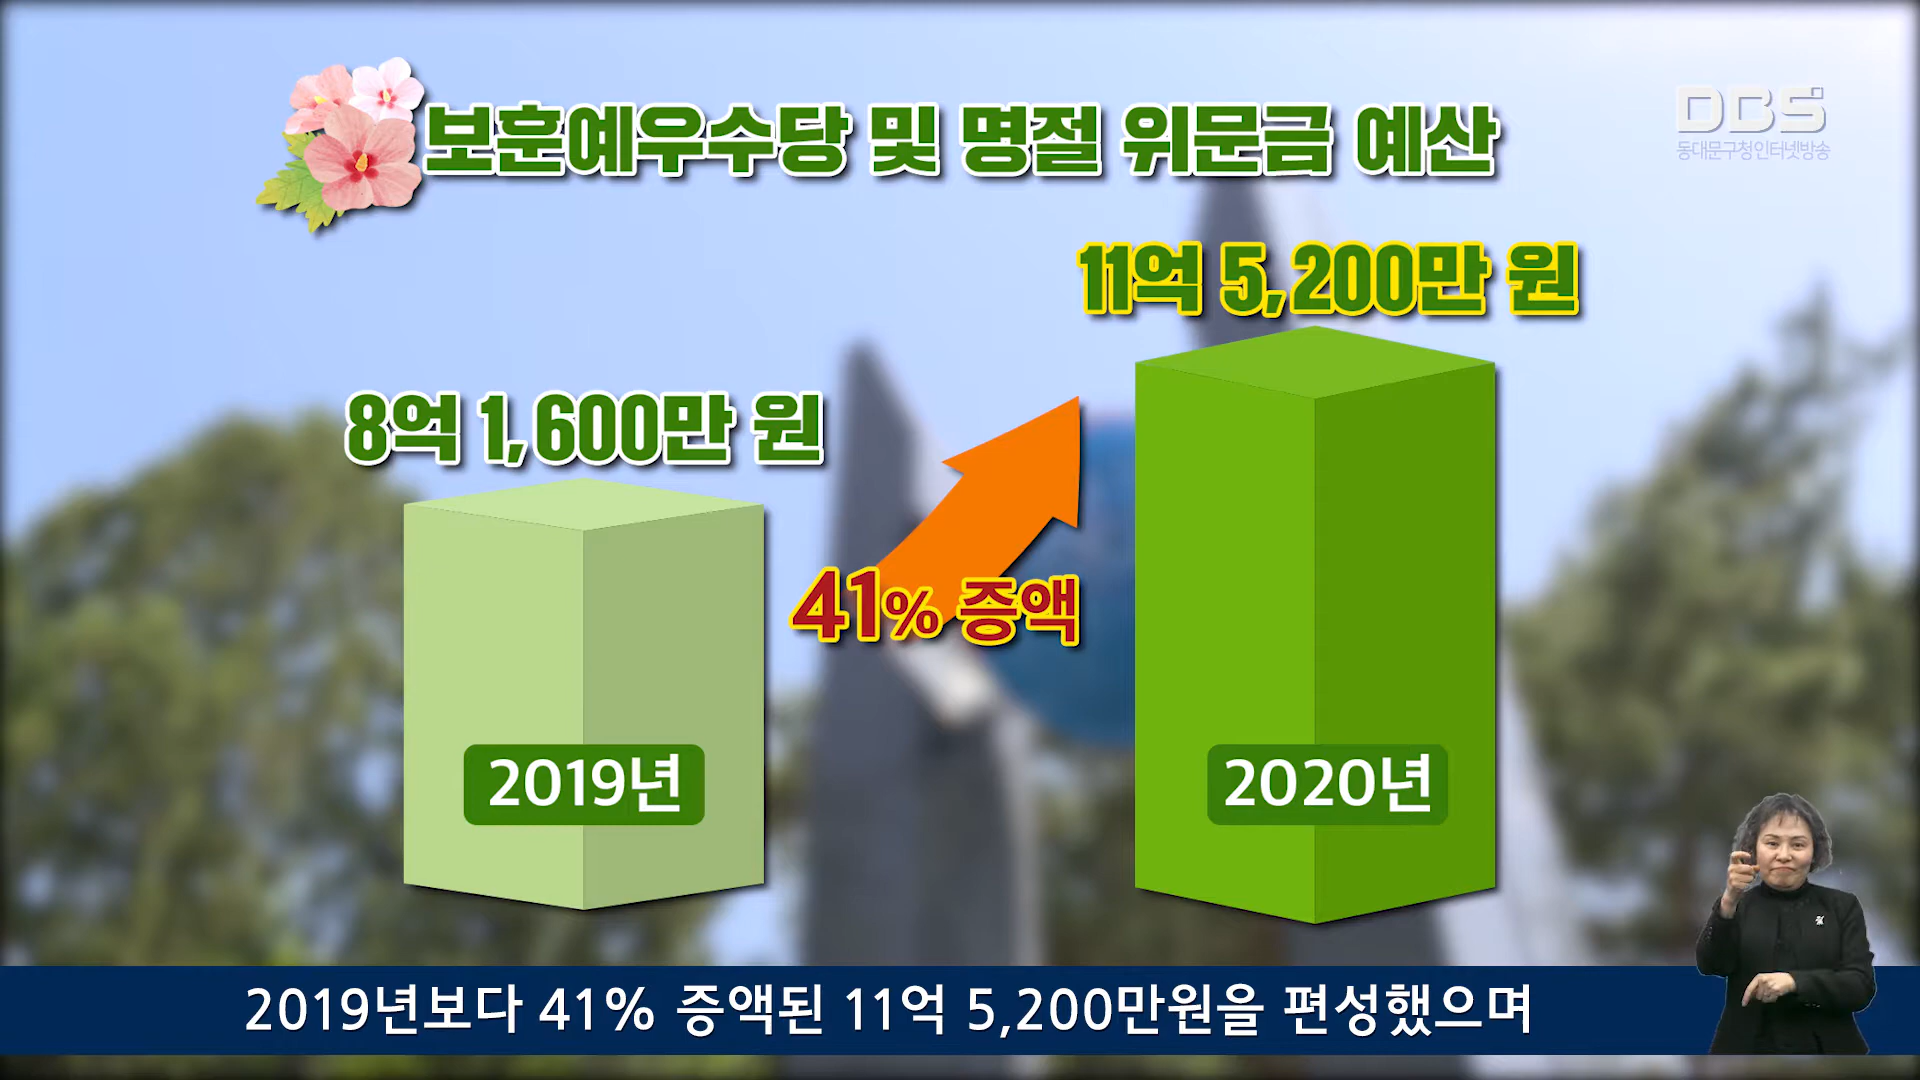 보훈예우수당 및 명절 위문금 예산
DBS
동대문구청인터넷방송
11억 5,200만 원
8억 1,600만 원
41% 증액
2019년
2020년
2019년보다 41% 증액된 11억 5,200만원을 편성했으며